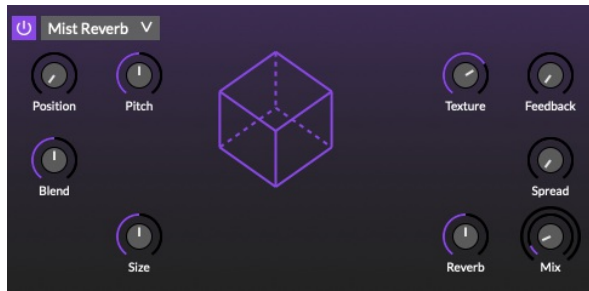 Mist Reverb
Position
Pitch
Texture
Feedback
Blend
Spread
Size
Reverb
Mix